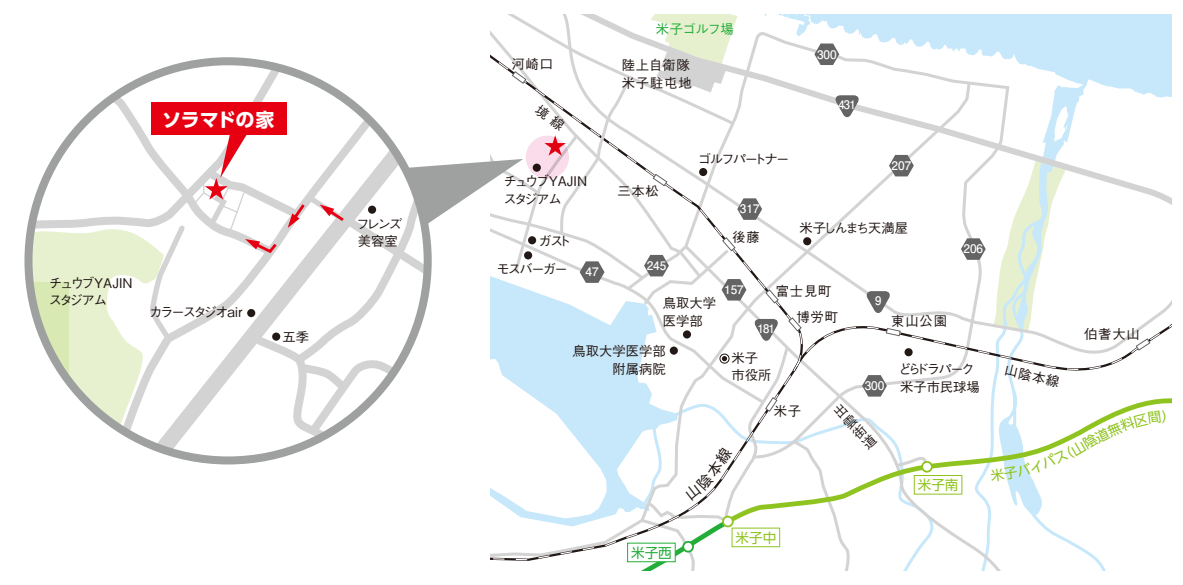 ソラマドの家
フレンズ
美容室
チュウブYAJIN
スタジアム
カラースタジオair
五季
米子ゴルフ場
300
河崎口
陸上自衛隊
米子駐屯地
431
境線
ゴルフパートナー
207
チュウブYAJIN
スタジアム
三本松
317
米子しんまち天満屋
後藤
ガスト
206
モスバーガー
47
245
157
富士見町
9
鳥取大学
医学部
博労町
181
東山公園
伯耆大山
鳥取大学医学部
附属病院
米子
市役所
どらドラパーク
米子市民球場
山陰本線
300
米子
出雲街道
米子バイパス(山陰道無料区間)
山陰本線
米子南
米子中
米子西